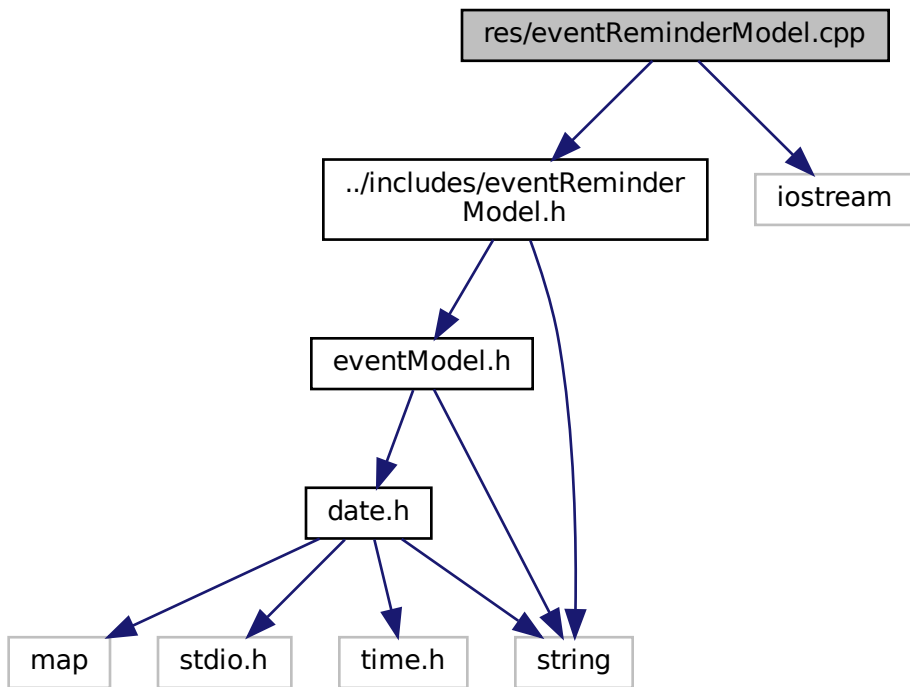 res/eventReminderModel.cpp
../includes/eventReminder
Model.h
iostream
eventModel.h
date.h
map
stdio.h
time.h
string